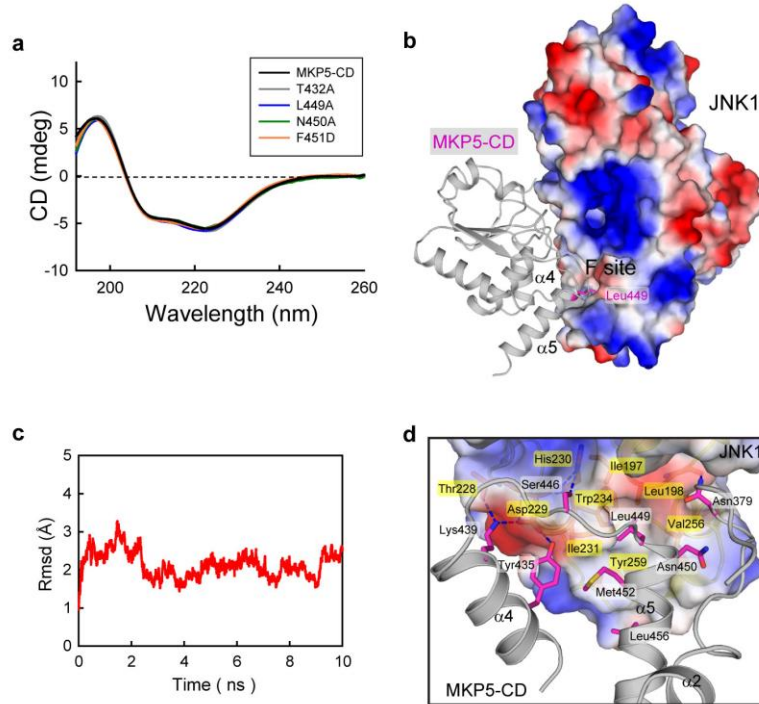 a
10
5
0
-5
-10
CD (mdeg)
MKP5-CD
T432A
L449A
N450A
F451D
200
220
240
260
Wavelength (nm)
b
JNK1
MKP5-CD
α4
F site
Leu449
α5
c
5
4
3
2
1
0
Rmsd (Å)
0
2
4
6
8
10
Time ( ns )
d
JNK1
His230
Ile197
Ser446
Thr228
Trp234
Leu198
Asn379
Asp229
Leu449
Val256
Lys439
Ile231
Tyr259
Asn450
Tyr435
Met452
α5
α4
Leu456
α2
MKP5-CD